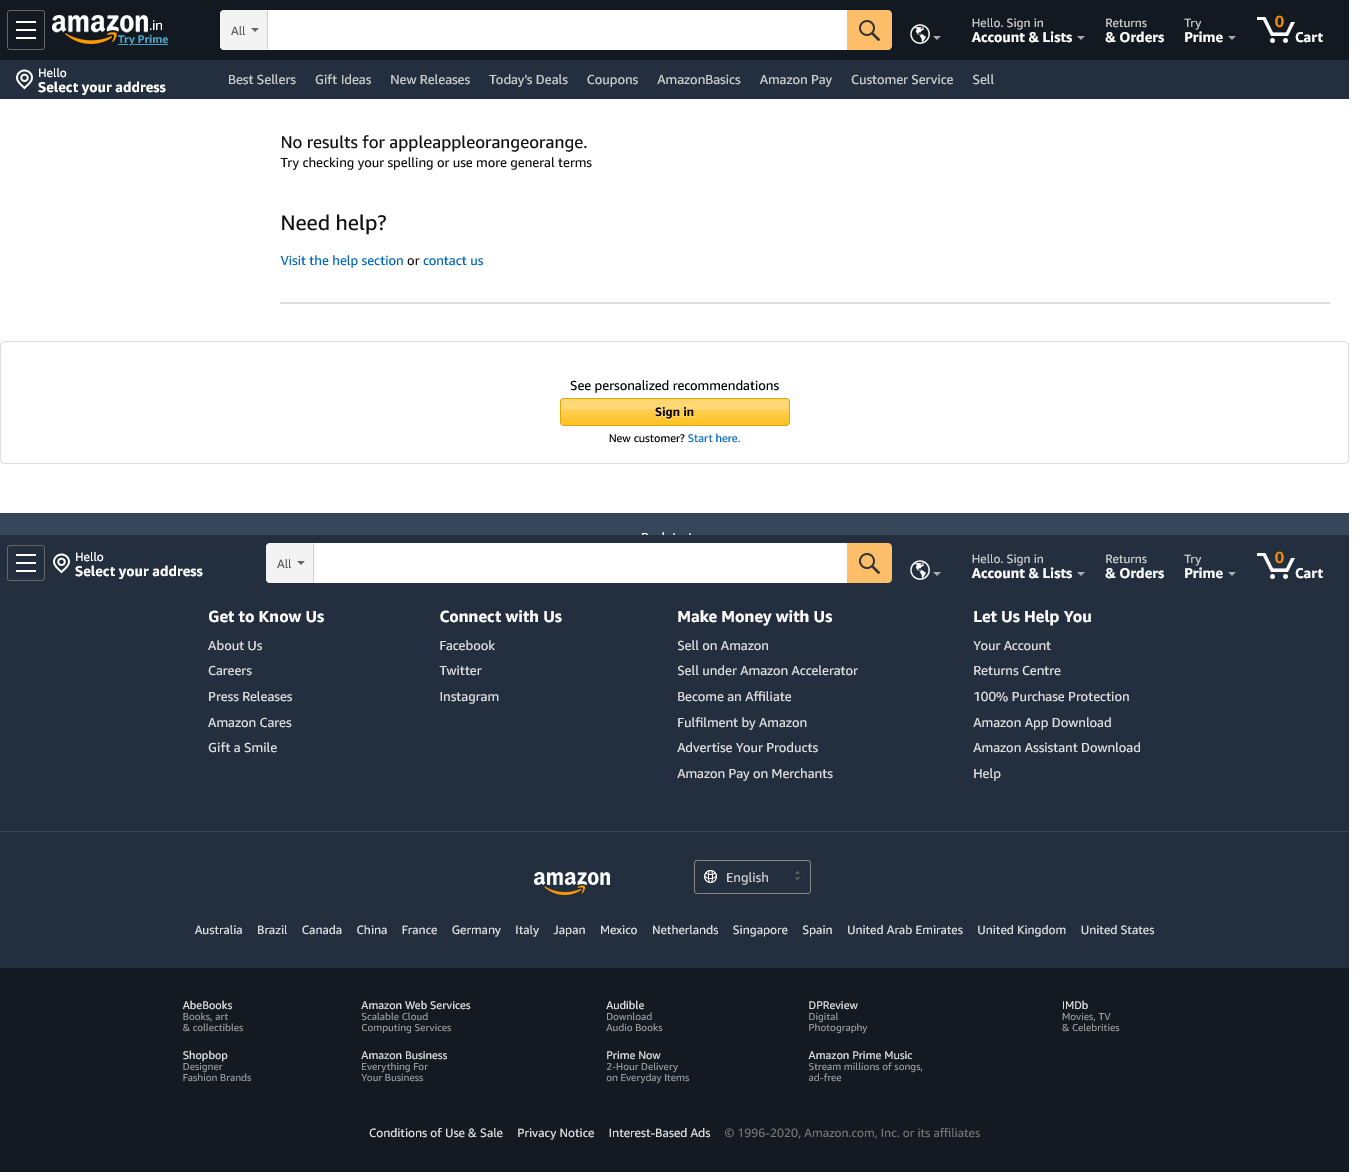 amazon.in
Try Prime
All
Hello. Sign in
Account & Lists
Returns
& Orders
Try
Prime
0
Cart
Hello
Select your address
Best Sellers Gift Ideas New Releases Today's Deals Coupons AmazonBasics Amazon Pay Customer Service Sell
No results for appleappleorangeorange.
Try checking your spelling or use more general terms
Need help?
Visit the help section or contact us
See personalized recommendations
Sign in
New customer? Start here.
Hello
Select your address
All
Hello. Sign in
Account & Lists
Returns
& Orders
Try
Prime
0
Cart
Get to Know Us
About Us
Careers
Press Releases
Amazon Cares
Gift a Smile
Connect with Us
Facebook
Twitter
Instagram
Make Money with Us
Sell on Amazon
Sell under Amazon Accelerator
Become an Affiliate
Fulfilment by Amazon
Advertise Your Products
Amazon Pay on Merchants
Let Us Help You
Your Account
Returns Centre
100% Purchase Protection
Amazon App Download
Amazon Assistant Download
Help
amazon
English
Australia Brazil Canada China France Germany Italy Japan Mexico Netherlands Singapore Spain United Arab Emirates United Kingdom United States
AbeBooks
Books, art
& collectibles
Amazon Web Services
Scalable Cloud
Computing Services
Audible
Download
Audio Books
DPReview
Digital
Photography
IMDb
Movies, TV
& Celebrities
Shopbop
Designer
Fashion Brands
Amazon Business
Everything For
Your Business
Prime Now
2-Hour Delivery
on Everyday Items
Amazon Prime Music
Stream millions of songs,
ad-free
Conditions of Use & Sale Privacy Notice Interest-Based Ads © 1996-2020, Amazon.com, Inc. or its affiliates